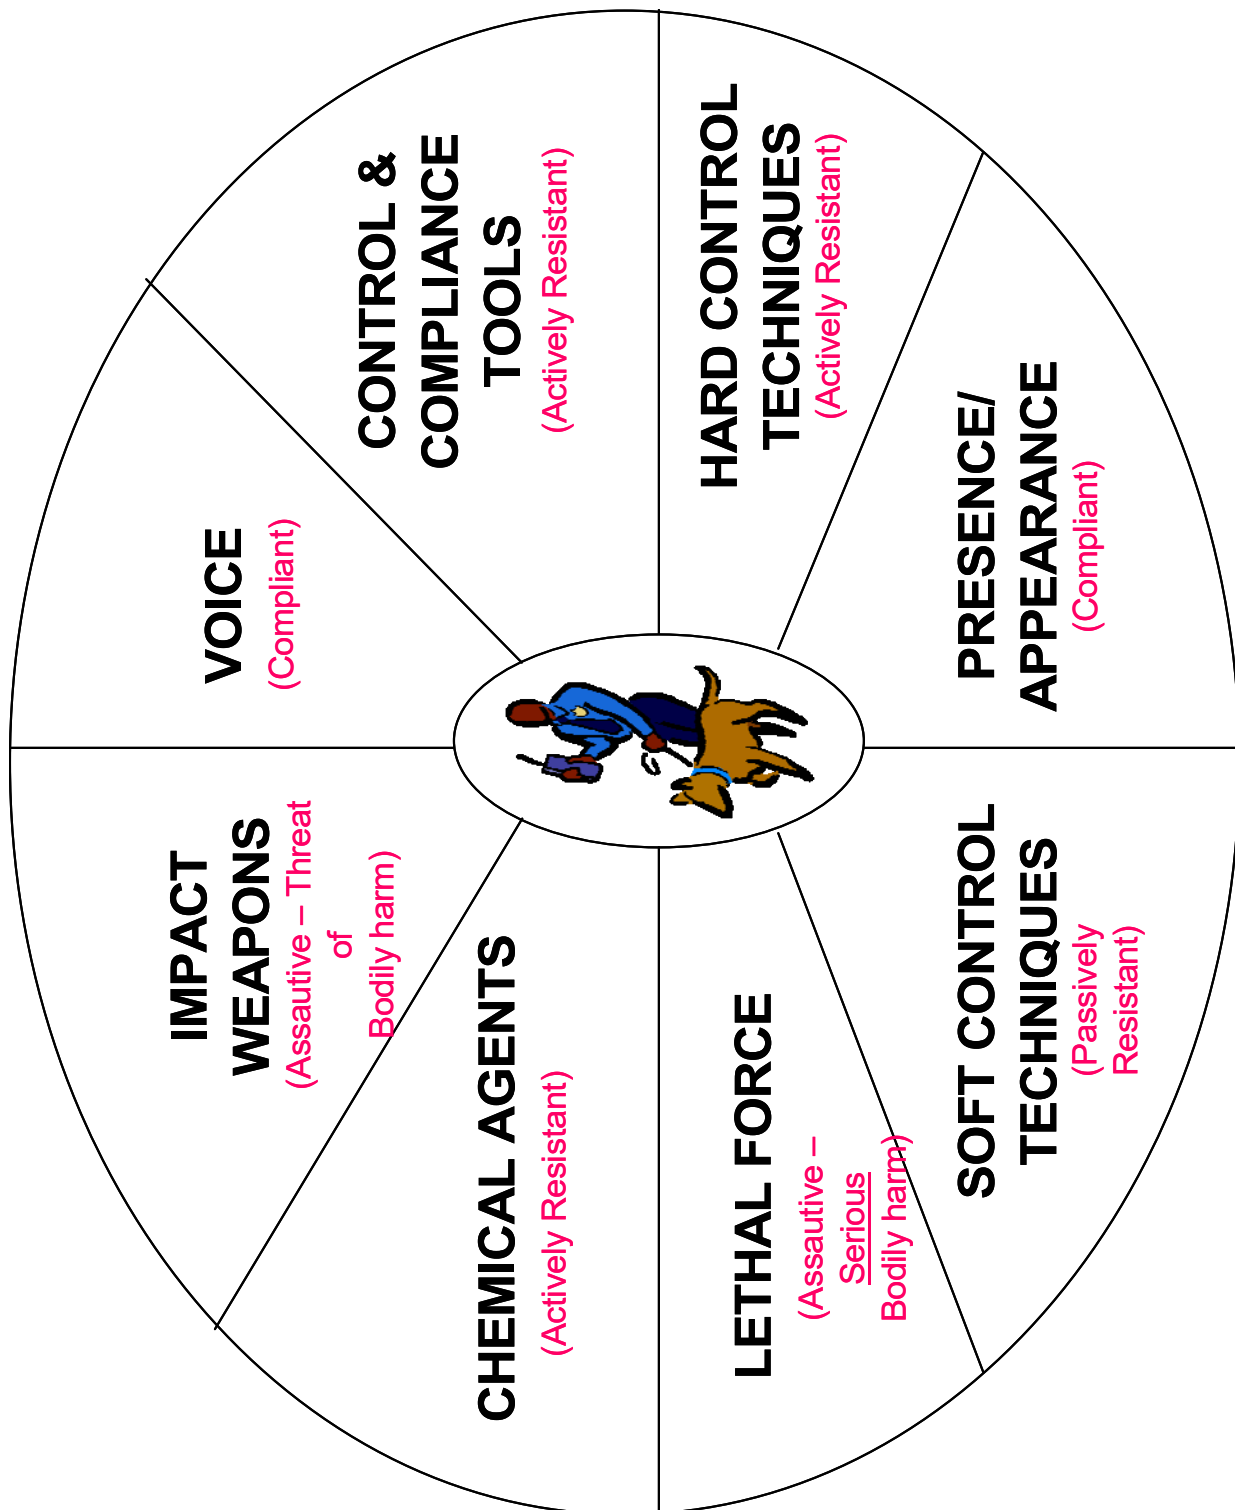 IMPACT
WEAPONS
(Assautive – Threat
of
Bodily harm)
VOICE
(Compliant)
CHEMICAL AGENTS
(Actively Resistant)
CONTROL &
COMPLIANCE
TOOLS
(Actively Resistant)
LETHAL FORCE
(Assautive –
Serious
Bodily harm)
HARD CONTROL
TECHNIQUES
(Actively Resistant)
SOFT CONTROL
TECHNIQUES
(Passively
Resistant)
PRESENCE/
APPEARANCE
(Compliant)